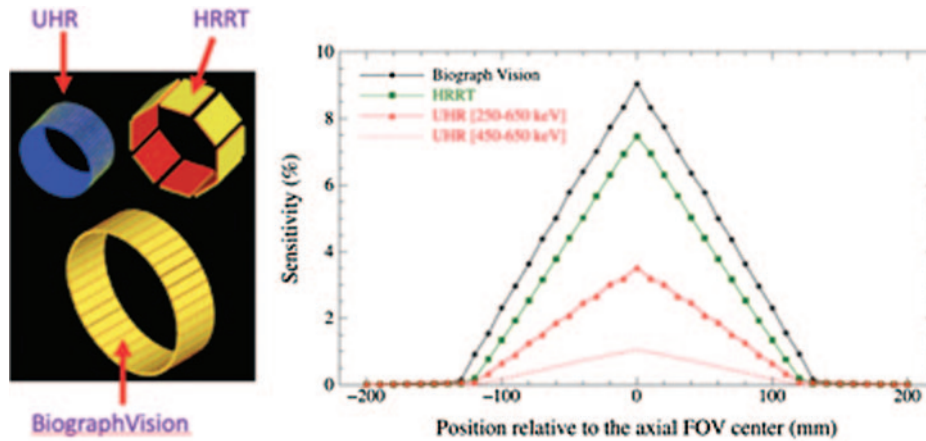 UHR
HRRT
BiographVision
10
8
6
4
2
0
Sensitivity (%)
Biograph Vision
HRRT
UHR [250-650 keV]
UHR [450-650 keV]
−200
−100
0
100
200
Position relative to the axial FOV center (mm)